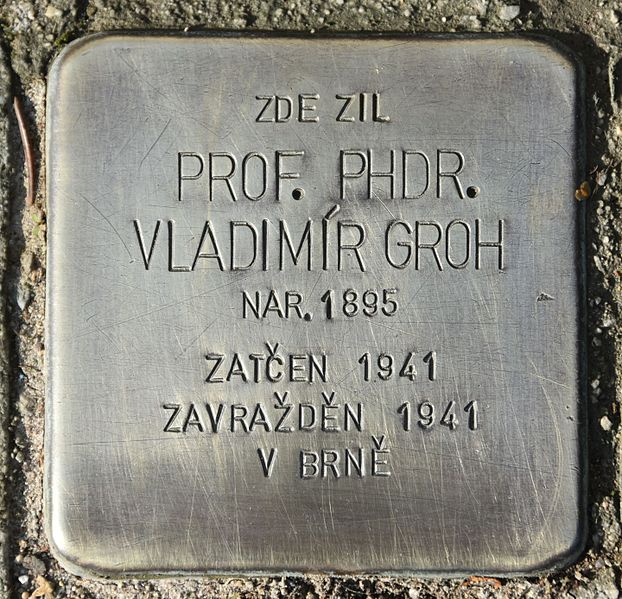 ZDE ZIL
PROF. PHDR.
VLADIMÍR GROH
NAR. 1895
ZATČEN 1941
ZAVRAŽDĚN 1941
V BRNĚ